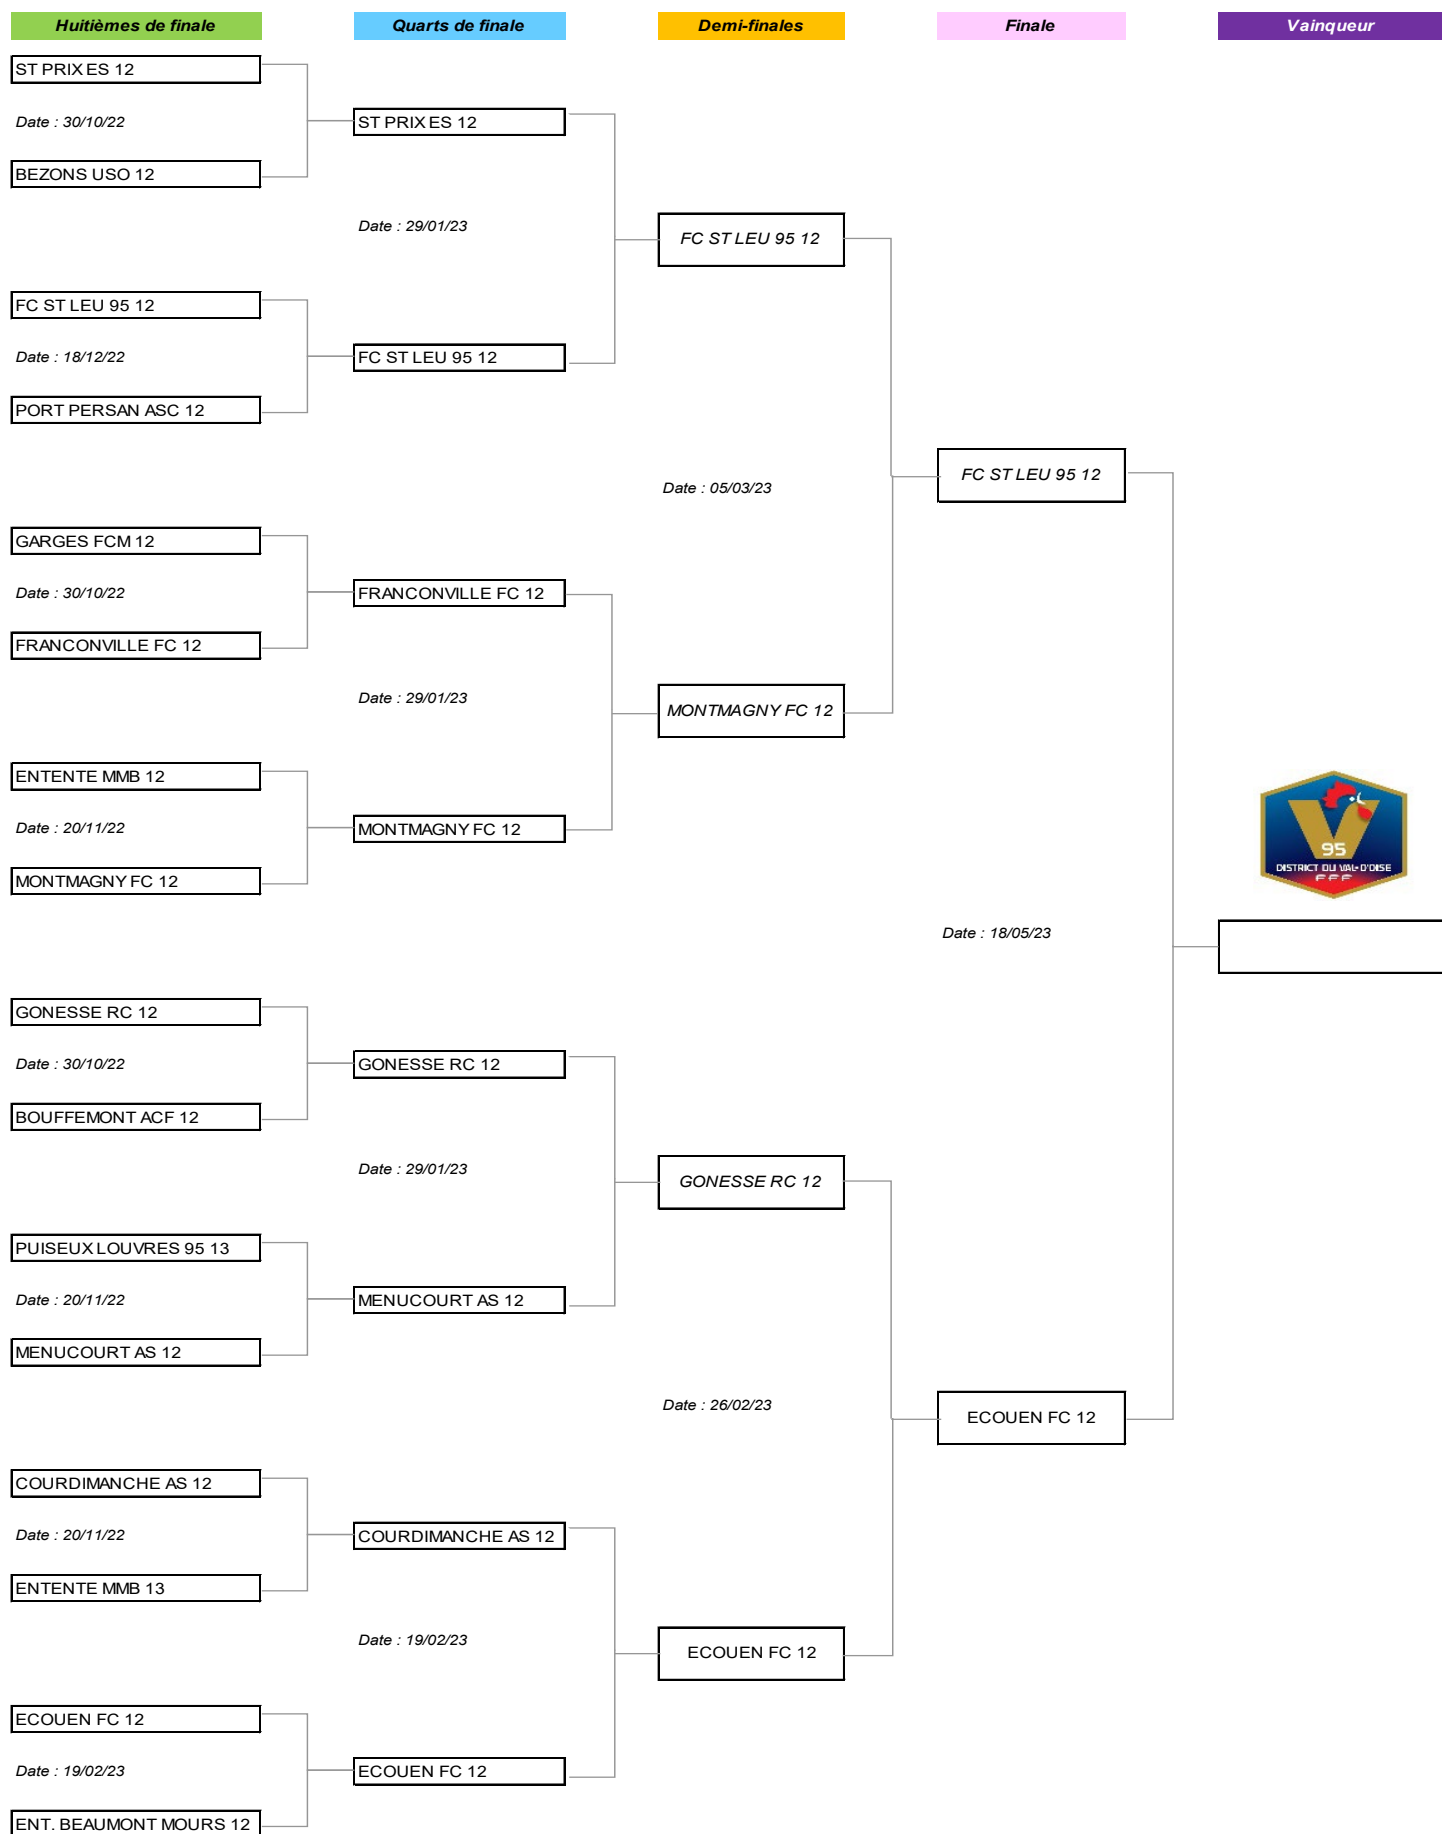 Huitièmes de finale
Quarts de finale
Demi-finales
Finale
Vainqueur
ST PRIX ES 12
Date : 30/10/22
ST PRIX ES 12
BEZONS USO 12
Date : 29/01/23
FC ST LEU 95 12
FC ST LEU 95 12
Date : 18/12/22
FC ST LEU 95 12
PORT PERSAN ASC 12
Date : 05/03/23
FC ST LEU 95 12
GARGES FCM 12
Date : 30/10/22
FRANCONVILLE FC 12
FRANCONVILLE FC 12
Date : 29/01/23
MONTMAGNY FC 12
ENTENTE MMB 12
Date : 20/11/22
MONTMAGNY FC 12
MONTMAGNY FC 12
V
95
DISTRICT DU VAL-D'OISE
FFF
Date : 18/05/23
GONESSE RC 12
Date : 30/10/22
GONESSE RC 12
BOUFFEMONT ACF 12
Date : 29/01/23
GONESSE RC 12
PUISEUX LOUVRES 95 13
Date : 20/11/22
MENUCOURT AS 12
MENUCOURT AS 12
Date : 26/02/23
ECOUEN FC 12
COURDIMANCHE AS 12
Date : 20/11/22
COURDIMANCHE AS 12
ENTENTE MMB 13
Date : 19/02/23
ECOUEN FC 12
ECOUEN FC 12
Date : 19/02/23
ECOUEN FC 12
ENT. BEAUMONT MOURS 12